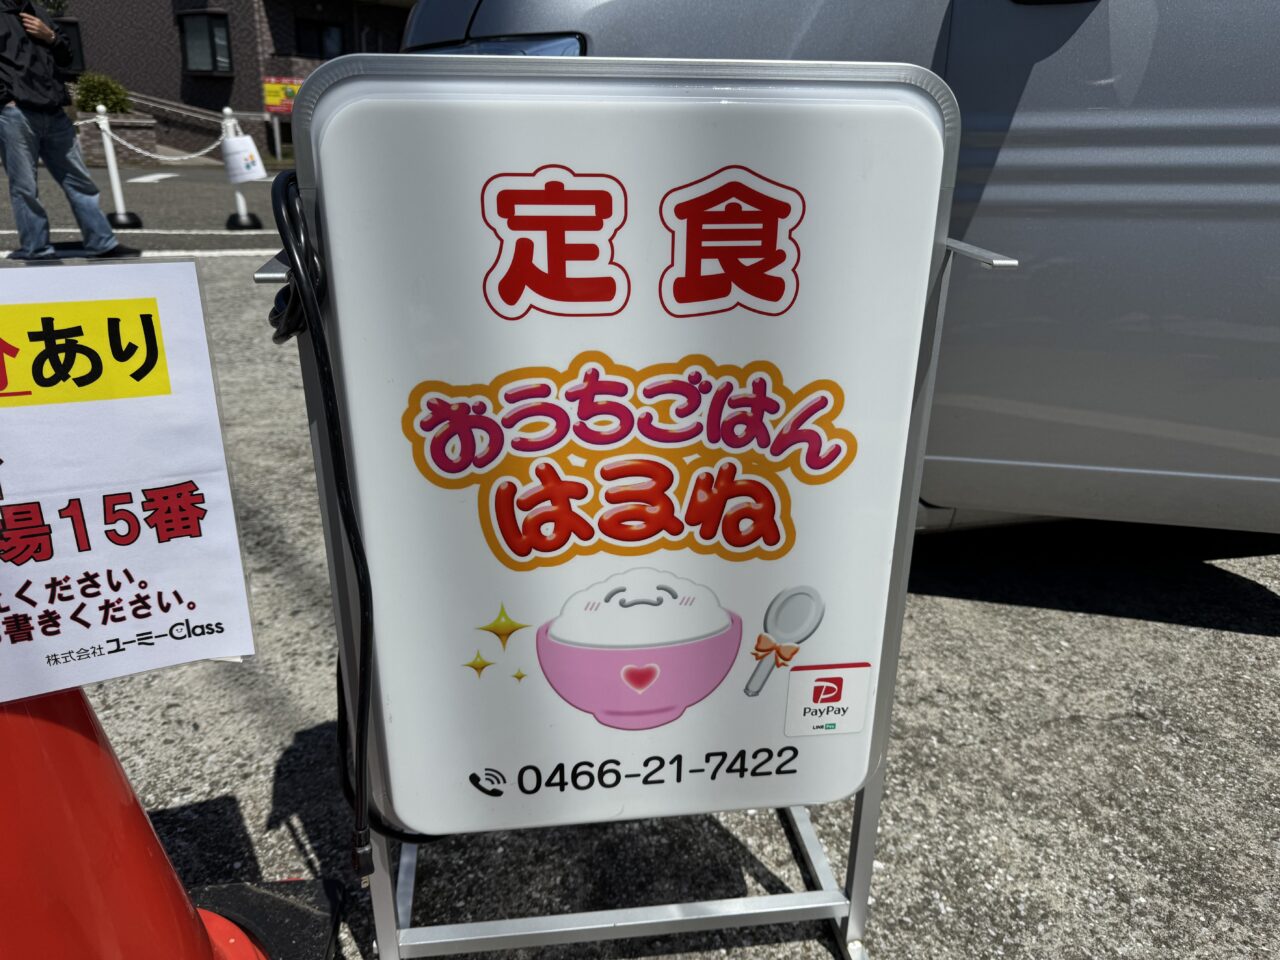 定食
おうちごはん
はるね
PayPay
LINE Pay
0466-21-7422
あり
場15番
ください。
書きください。
株式会社ユーミーClass